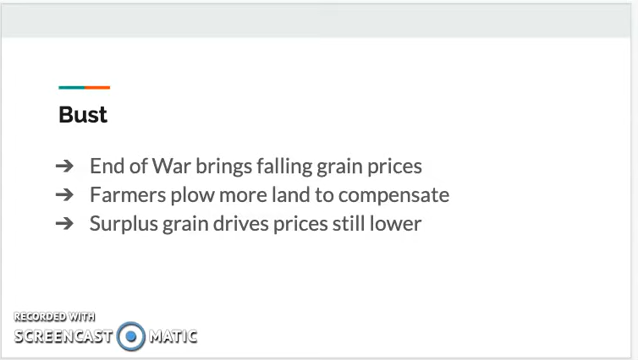 Bust
➔ End of War brings falling grain prices
➔ Farmers plow more land to compensate
➔ Surplus grain drives prices still lower
RECORDED WITH
SCREENCAST MATIC